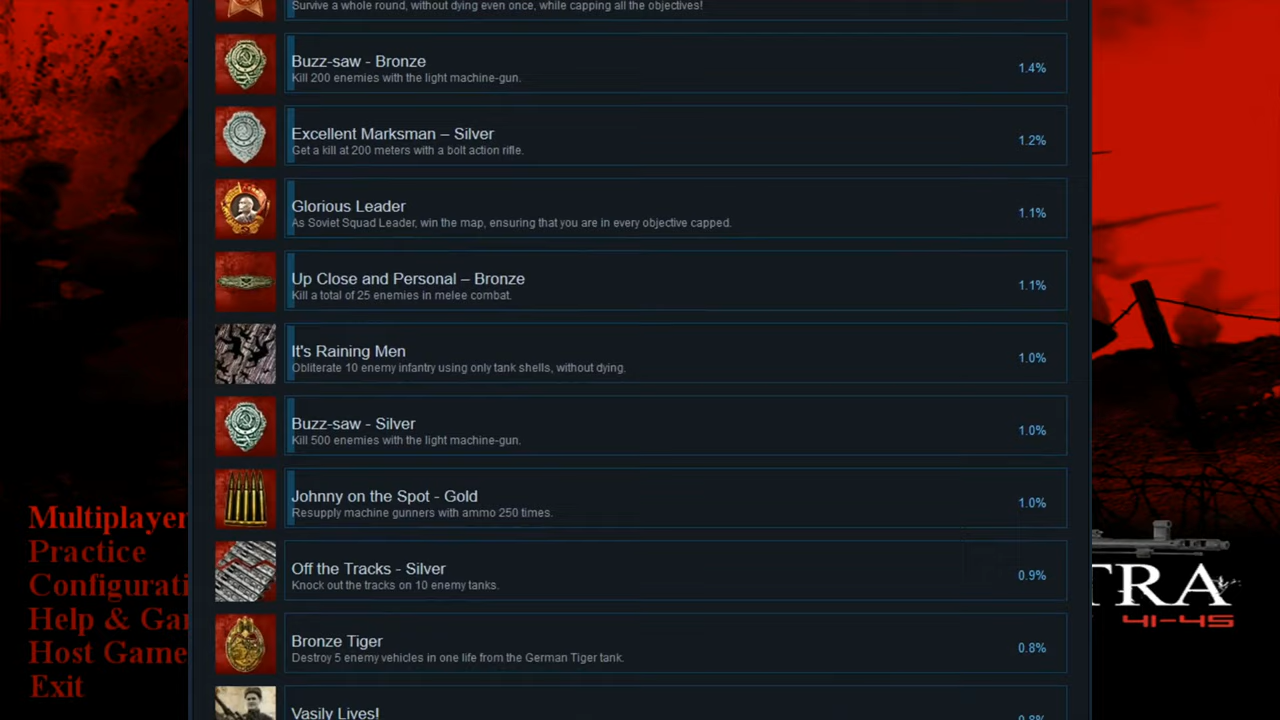 Survive a whole round, without dying even once, while capping all the objectives!
Buzz-saw - Bronze
Kill 200 enemies with the light machine-gun.
1.4%
Excellent Marksman – Silver
Get a kill at 200 meters with a bolt action rifle.
1.2%
Glorious Leader
As Soviet Squad Leader, win the map, ensuring that you are in every objective capped.
1.1%
Up Close and Personal – Bronze
Kill a total of 25 enemies in melee combat.
1.1%
It's Raining Men
Obliterate 10 enemy infantry using only tank shells, without dying.
1.0%
Buzz-saw - Silver
Kill 500 enemies with the light machine-gun.
1.0%
Johnny on the Spot - Gold
Resupply machine gunners with ammo 250 times.
1.0%
Off the Tracks - Silver
Knock out the tracks on 10 enemy tanks.
0.9%
Bronze Tiger
Destroy 5 enemy vehicles in one life from the German Tiger tank.
0.8%
Vasily Lives!
0.8%
Multiplayer
Practice
Configurati
Help & Ga
Host Game
Exit
TRA
41-45